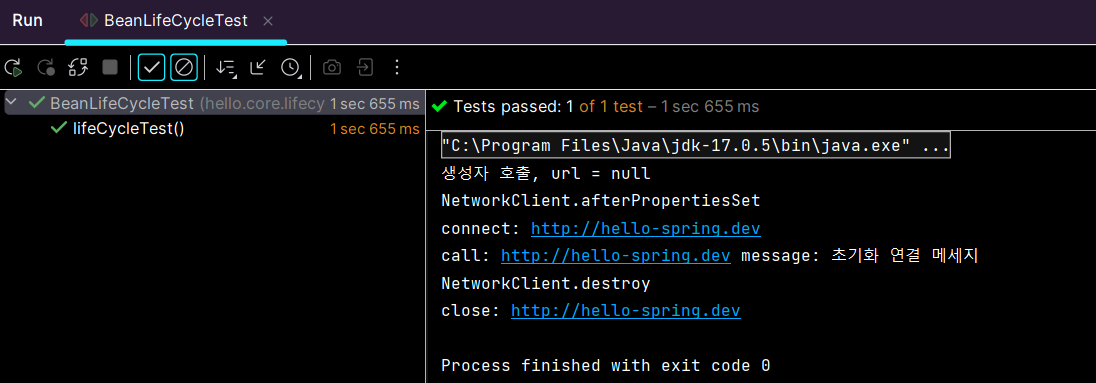 Run BeanLifeCycleTest
BeanLifeCycleTest (hello.core.lifecy 1 sec 655 ms
lifeCycleTest() 1 sec 655 ms
Tests passed: 1 of 1 test – 1 sec 655 ms
"C:\Program Files\Java\jdk-17.0.5\bin\java.exe" ...
생성자 호출, url = null
NetworkClient.afterPropertiesSet
connect: http://hello-spring.dev
call: http://hello-spring.dev message: 초기화 연결 메세지
NetworkClient.destroy
close: http://hello-spring.dev
Process finished with exit code 0